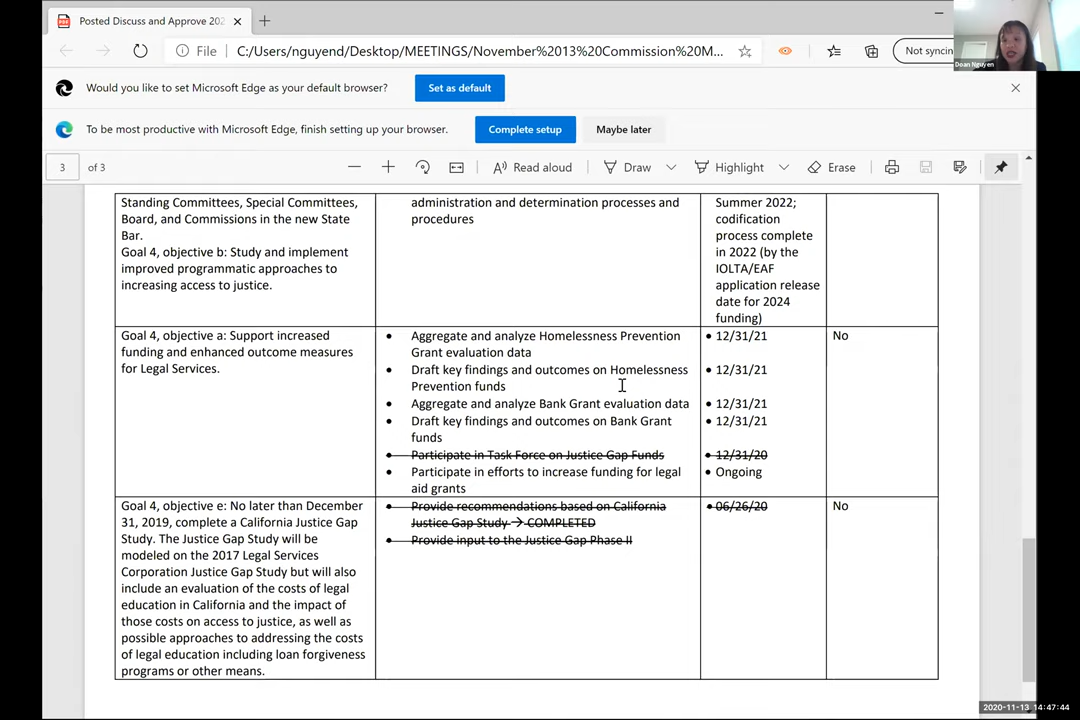 Posted Discuss and Approve 202
File
C:/Users/nguyend/Desktop/MEETINGS/November%2013%20Commission%20M...
Not syncin
Doan Nguyen
Would you like to set Microsoft Edge as your default browser?
Set as default
To be most productive with Microsoft Edge, finish setting up your browser.
Complete setup
Maybe later
3 of 3
Read aloud
Draw
Highlight
Erase
Standing Committees, Special Committees,
Board, and Commissions in the new State
Bar.
Goal 4, objective b: Study and implement
improved programmatic approaches to
increasing access to justice.
administration and determination processes and
procedures
Summer 2022;
codification
process complete
in 2022 (by the
IOLTA/EAF
application release
date for 2024
funding)
Goal 4, objective a: Support increased
funding and enhanced outcome measures
for Legal Services.
• Aggregate and analyze Homelessness Prevention
Grant evaluation data
• Draft key findings and outcomes on Homelessness
Prevention funds
• Aggregate and analyze Bank Grant evaluation data
• Draft key findings and outcomes on Bank Grant
funds
• Participate in Task Force on Justice Gap Funds
• Participate in efforts to increase funding for legal
aid grants
• 12/31/21
• 12/31/21
• 12/31/21
• 12/31/21
• 12/31/20
• Ongoing
No
Goal 4, objective e: No later than December
31, 2019, complete a California Justice Gap
Study. The Justice Gap Study will be
modeled on the 2017 Legal Services
Corporation Justice Gap Study but will also
include an evaluation of the costs of legal
education in California and the impact of
those costs on access to justice, as well as
possible approaches to addressing the costs
of legal education including loan forgiveness
programs or other means.
• Provide recommendations based on California
Justice Gap Study → COMPLETED
• Provide input to the Justice Gap Phase II
• 06/26/20
No
2020-11-13 14:47:44